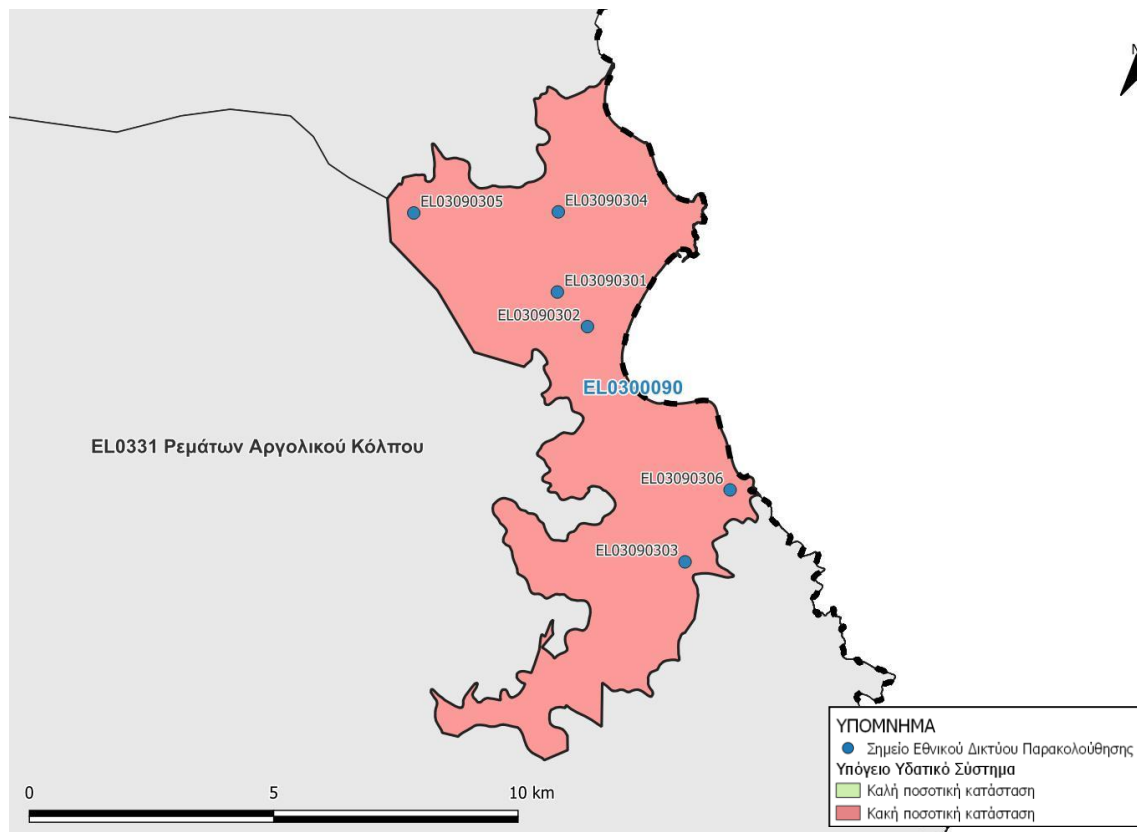 N
EL03090305
EL03090304
EL03090301
EL03090302
EL0300090
EL0331 Ρεμάτων Αργολικού Κόλπου
EL03090306
EL03090303
ΥΠΟΜΝΗΜΑ
Σημείο Εθνικού Δικτύου Παρακολούθησης
Υπόγειο Υδατικό Σύστημα
Καλή ποσοτική κατάσταση
Κακή ποσοτική κατάσταση
0 5 10 km